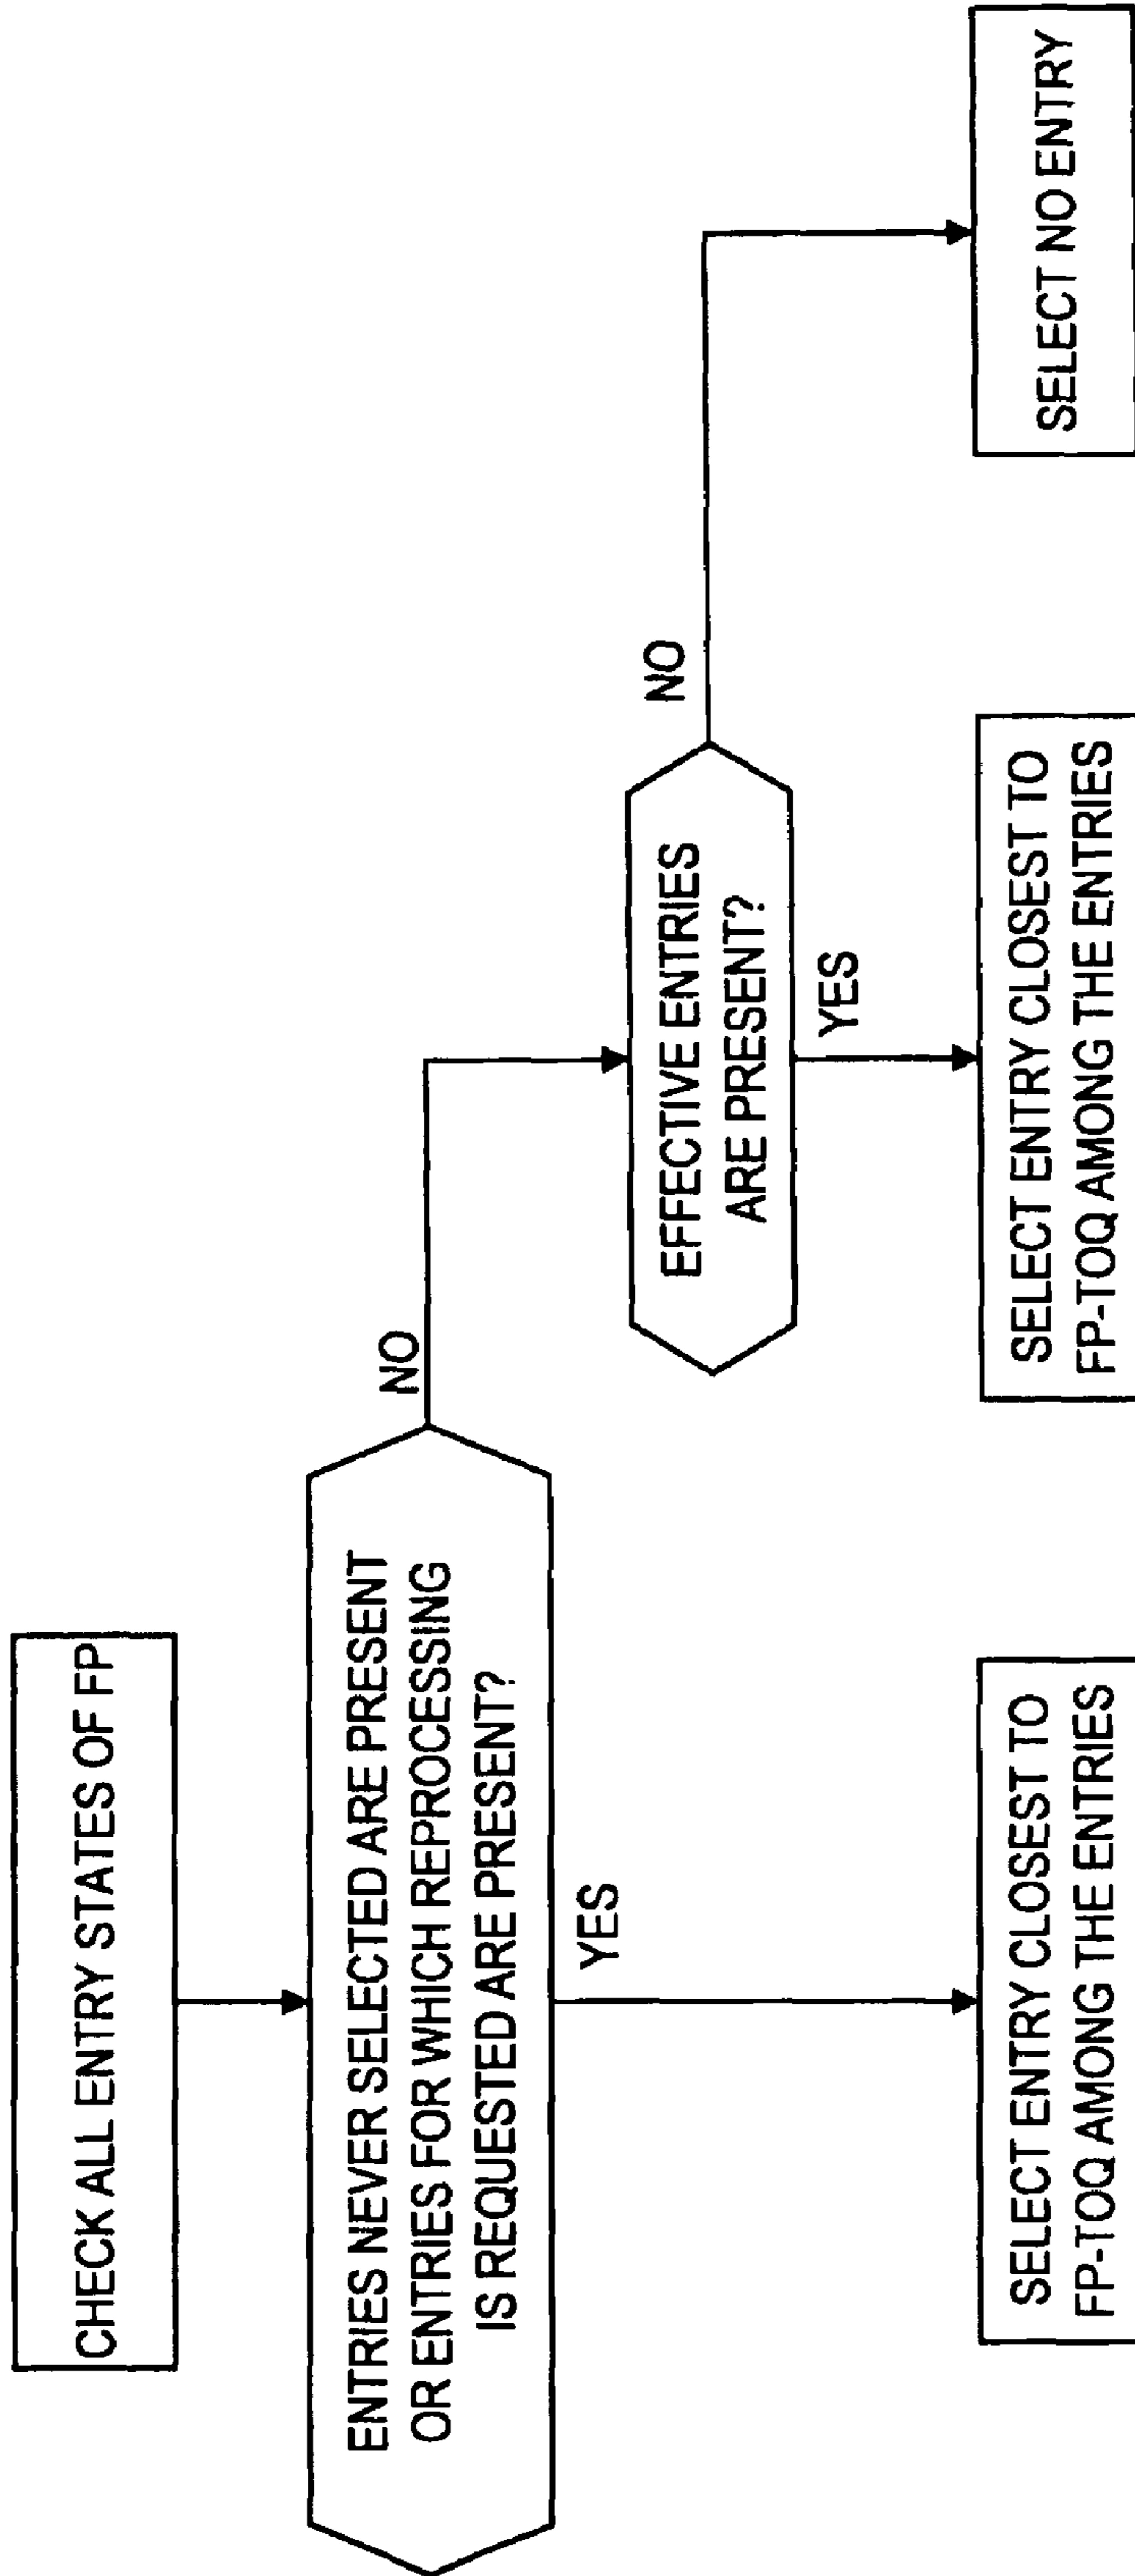 CHECK ALL ENTRY STATES OF FP
ENTRIES NEVER SELECTED ARE PRESENT
OR ENTRIES FOR WHICH REPROCESSING
IS REQUESTED ARE PRESENT?
NO
YES
EFFECTIVE ENTRIES
ARE PRESENT?
NO
YES
SELECT ENTRY CLOSEST TO
FP-TOQ AMONG THE ENTRIES
SELECT ENTRY CLOSEST TO
FP-TOQ AMONG THE ENTRIES
SELECT NO ENTRY